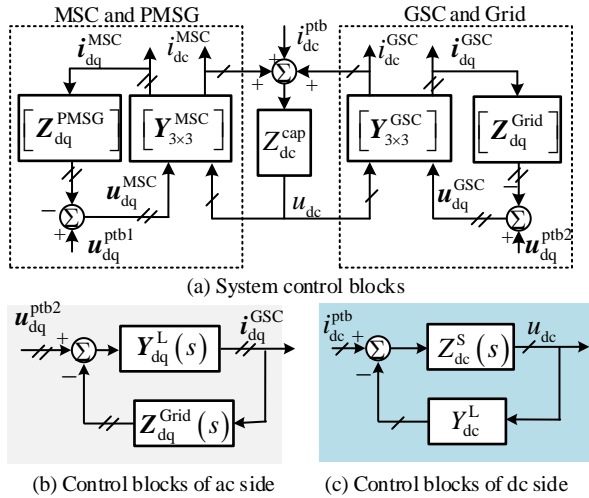 MSC and PMSG
GSC and Grid
i_dq^MSC
i_dc^MSC
i_dc^ptb
i_dc^GSC
i_dq^GSC
+
+
+
Σ
[Z_dq^PMSG]
[Y_3×3^MSC]
Z_dc^cap
[Y_3×3^GSC]
[Z_dq^Grid]
u_dq^MSC
u_dc
u_dq^GSC
−
Σ
+
−
Σ
+
u_dq^ptb1
u_dq^ptb2
(a) System control blocks
u_dq^ptb2
+
Σ
−
Y_dq^L(s)
i_dq^GSC
Z_dq^Grid(s)
(b) Control blocks of ac side
i_dc^ptb
+
Σ
−
Z_dc^S(s)
u_dc
Y_dc^L
(c) Control blocks of dc side